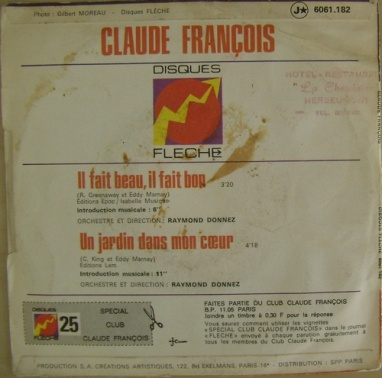 Photo : Gilbert MOREAU - Disques FLÈCHE
J★ 6061.182
CLAUDE FRANÇOIS
DISQUES
FLECHE
HOTEL - RESTAURANT
Il fait beau, il fait bon 3'20
(R. Greenaway et Eddy Marnay)
Editions Epoc / Isabelle Musique
Introduction musicale : 6''
ORCHESTRE ET DIRECTION : RAYMOND DONNEZ
Un jardin dans mon cœur 4'18
(C. King et Eddy Marnay)
Editions Lem
Introduction musicale : 11''
ORCHESTRE ET DIRECTION : RAYMOND DONNEZ
DISQUES
FLECHE
25
SPECIAL
CLUB
CLAUDE FRANÇOIS
FAITES PARTIE DU CLUB CLAUDE FRANÇOIS
B.P. 11.06 PARIS
Joindre un timbre à 0,30 F pour la réponse
Vous saurez comment utiliser les vignettes
«SPECIAL CLUB CLAUDE FRANÇOIS» dans le journal
«FLECHE» envoyé à chaque parution gratuitement à
tous les membres du Club Claude François.
PRODUCTION S.A. CRÉATIONS ARTISTIQUES, 122, Bd EXELMANS, PARIS 16e - DISTRIBUTION : SFP PARIS